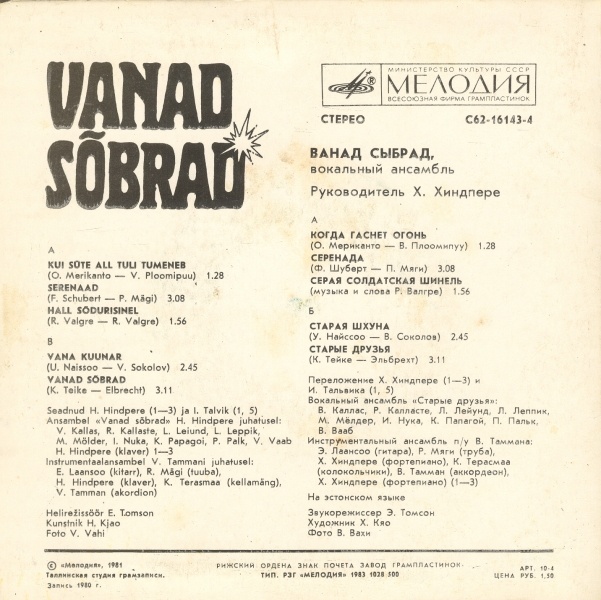 VANAD
SÕBRAD
A
KUI SÜTE ALL TULI TUMENEB
(O. Merikanto — V. Ploomipuu) 1.28
SERENAAD
(F. Schubert — P. Mägi) 3.08
HALL SÕDURISINEL
(R. Valgre — R. Valgre) 1.56
B
VANA KUUNAR
(U. Naissoo — V. Sokolov) 2.45
VANAD SÕBRAD
(K. Teike — Elbrecht) 3.11
Seadnud H. Hindpere (1—3) ja I. Talvik (1, 5)
Ansambel «Vanad sõbrad» H. Hindpere juhatusel:
V. Kallas, R. Kallaste, L. Leiund, L. Leppik,
M. Mölder, I. Nuka, K. Papagoi, P. Palk, V. Vaab
H. Hindpere (klaver) 1—3
Instrumentaalansambel V. Tammani juhatusel:
E. Laansoo (kitarr), R. Mägi (tuuba),
H. Hindpere (klaver), K. Terasmaa (kellamäng),
V. Tamman (akordion)
Helirežissöör E. Tomson
Kunstnik H. Kjao
Foto V. Vahi
МИНИСТЕРСТВО КУЛЬТУРЫ СССР
®
МЕЛОДИЯ
ВСЕСОЮЗНАЯ ФИРМА ГРАМПЛАСТИНОК
СТЕРЕО С62-16143-4
ВАНАД СЫБРАД,
вокальный ансамбль
Руководитель Х. Хиндпере
А
КОГДА ГАСНЕТ ОГОНЬ
(О. Мериканто — В. Плоомипуу) 1.28
СЕРЕНАДА
(Ф. Шуберт — П. Мяги) 3.08
СЕРАЯ СОЛДАТСКАЯ ШИНЕЛЬ
(музыка и слова Р. Валгре) 1.56
Б
СТАРАЯ ШХУНА
(У. Найссоо — В. Соколов) 2.45
СТАРЫЕ ДРУЗЬЯ
(К. Тейке — Эльбрехт) 3.11
Переложение Х. Хиндпере (1—3) и
И. Тальвика (1, 5)
Вокальный ансамбль «Старые друзья»:
В. Каллас, Р. Калласте, Л. Лейунд, Л. Леппик,
М. Мёлдер, И. Нука, К. Папагой, П. Пальк,
В. Вааб
Инструментальный ансамбль п/у В. Таммана:
Э. Лаансоо (гитара), Р. Мяги (труба),
Х. Хиндпере (фортепиано), К. Терасмаа
(колокольчики), В. Тамман (аккордеон),
Х. Хиндпере (фортепиано) (1—3)
На эстонском языке
Звукорежиссер Э. Томсон
Художник Х. Кяо
Фото В. Вахи
© «Мелодия», 1981
Таллинская студия грамзаписи.
Запись 1980 г.
РИЖСКИЙ ОРДЕНА ЗНАК ПОЧЕТА ЗАВОД ГРАМПЛАСТИНОК
ТИП. РЗГ «МЕЛОДИЯ» 1983 1028 500
АРТ. 10-4
ЦЕНА РУБ. 1,50